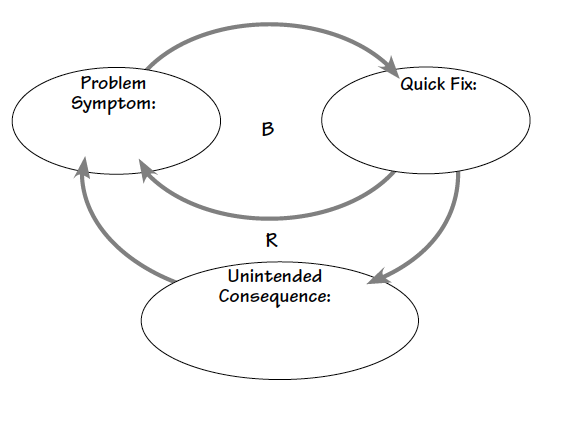 Problem
Symptom:
Quick Fix:
B
R
Unintended
Consequence: